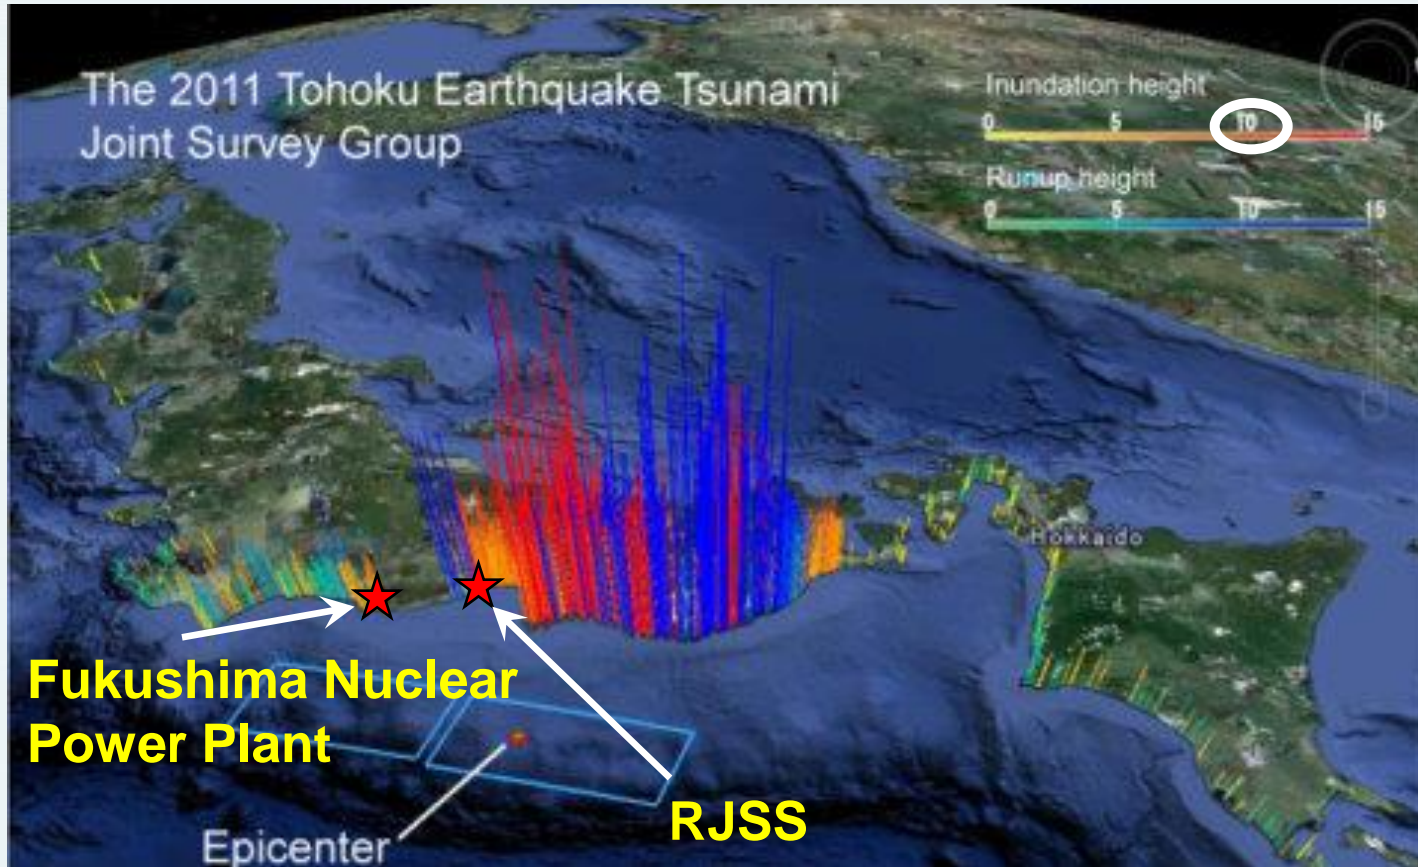 The 2011 Tohoku Earthquake Tsunami
Joint Survey Group
Inundation height
0 5 10 15
Runup height
0 5 10 15
Hokkaido
Fukushima Nuclear
Power Plant
RJSS
Epicenter